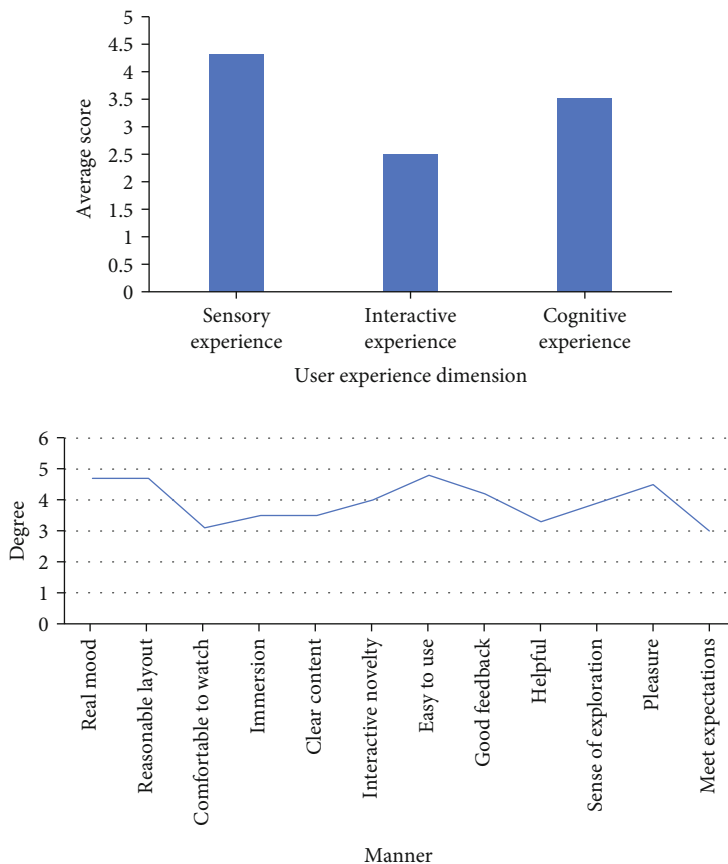 5
4.5
4
3.5
3
2.5
2
1.5
1
0.5
0
Average score
Sensory
experience
Interactive
experience
Cognitive
experience
User experience dimension
6
5
4
3
2
1
0
Degree
Real mood
Reasonable layout
Comfortable to watch
Immersion
Clear content
Interactive novelty
Easy to use
Good feedback
Helpful
Sense of exploration
Pleasure
Meet expectations
Manner